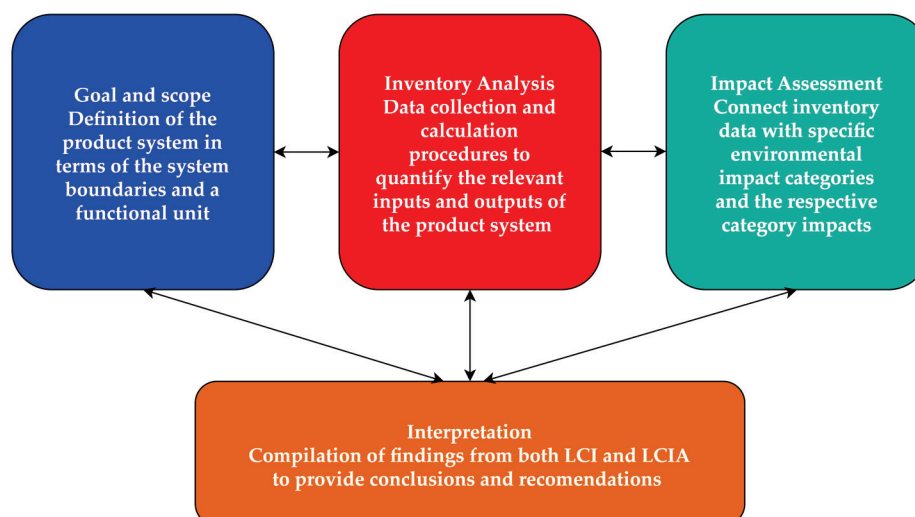 Goal and scope
Definition of the
product system in
terms of the system
boundaries and a
functional unit
Inventory Analysis
Data collection and
calculation
procedures to
quantify the relevant
inputs and outputs of
the product system
Impact Assessment
Connect inventory
data with specific
environmental
impact categories
and the respective
category impacts
Interpretation
Compilation of findings from both LCI and LCIA
to provide conclusions and recomendations